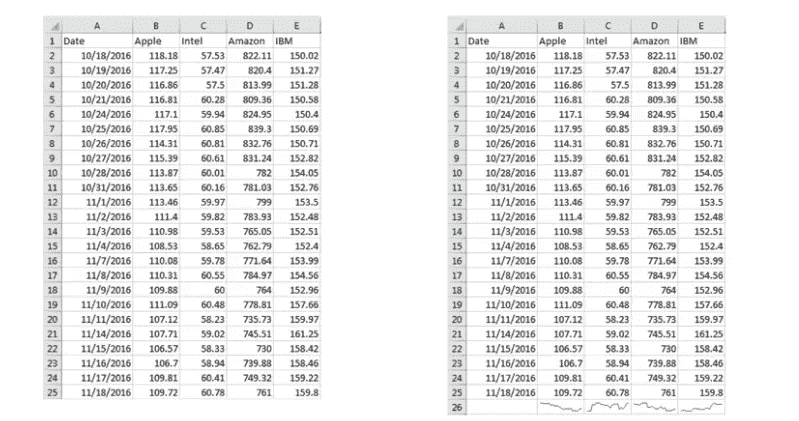 A B C D E
1 Date Apple Intel Amazon IBM
2 10/18/2016 118.18 57.53 822.11 150.02
3 10/19/2016 117.25 57.47 820.4 151.27
4 10/20/2016 116.86 57.5 813.99 151.28
5 10/21/2016 116.81 60.28 809.36 150.58
6 10/24/2016 117.1 59.94 824.95 150.4
7 10/25/2016 117.95 60.85 839.3 150.69
8 10/26/2016 114.31 60.81 832.76 150.71
9 10/27/2016 115.39 60.61 831.24 152.82
10 10/28/2016 113.87 60.01 782 154.05
11 10/31/2016 113.65 60.16 781.03 152.76
12 11/1/2016 113.46 59.97 799 153.5
13 11/2/2016 111.4 59.82 783.93 152.48
14 11/3/2016 110.98 59.53 765.05 152.51
15 11/4/2016 108.53 58.65 762.79 152.4
16 11/7/2016 110.08 59.78 771.64 153.99
17 11/8/2016 110.31 60.55 784.97 154.56
18 11/9/2016 109.88 60 764 152.96
19 11/10/2016 111.09 60.48 778.81 157.66
20 11/11/2016 107.12 58.23 735.73 159.97
21 11/14/2016 107.71 59.02 745.51 161.25
22 11/15/2016 106.57 58.33 730 158.42
23 11/16/2016 106.7 58.94 739.88 158.46
24 11/17/2016 109.81 60.41 749.32 159.22
25 11/18/2016 109.72 60.78 761 159.8
A B C D E
1 Date Apple Intel Amazon IBM
2 10/18/2016 118.18 57.53 822.11 150.02
3 10/19/2016 117.25 57.47 820.4 151.27
4 10/20/2016 116.86 57.5 813.99 151.28
5 10/21/2016 116.81 60.28 809.36 150.58
6 10/24/2016 117.1 59.94 824.95 150.4
7 10/25/2016 117.95 60.85 839.3 150.69
8 10/26/2016 114.31 60.81 832.76 150.71
9 10/27/2016 115.39 60.61 831.24 152.82
10 10/28/2016 113.87 60.01 782 154.05
11 10/31/2016 113.65 60.16 781.03 152.76
12 11/1/2016 113.46 59.97 799 153.5
13 11/2/2016 111.4 59.82 783.93 152.48
14 11/3/2016 110.98 59.53 765.05 152.51
15 11/4/2016 108.53 58.65 762.79 152.4
16 11/7/2016 110.08 59.78 771.64 153.99
17 11/8/2016 110.31 60.55 784.97 154.56
18 11/9/2016 109.88 60 764 152.96
19 11/10/2016 111.09 60.48 778.81 157.66
20 11/11/2016 107.12 58.23 735.73 159.97
21 11/14/2016 107.71 59.02 745.51 161.25
22 11/15/2016 106.57 58.33 730 158.42
23 11/16/2016 106.7 58.94 739.88 158.46
24 11/17/2016 109.81 60.41 749.32 159.22
25 11/18/2016 109.72 60.78 761 159.8
26